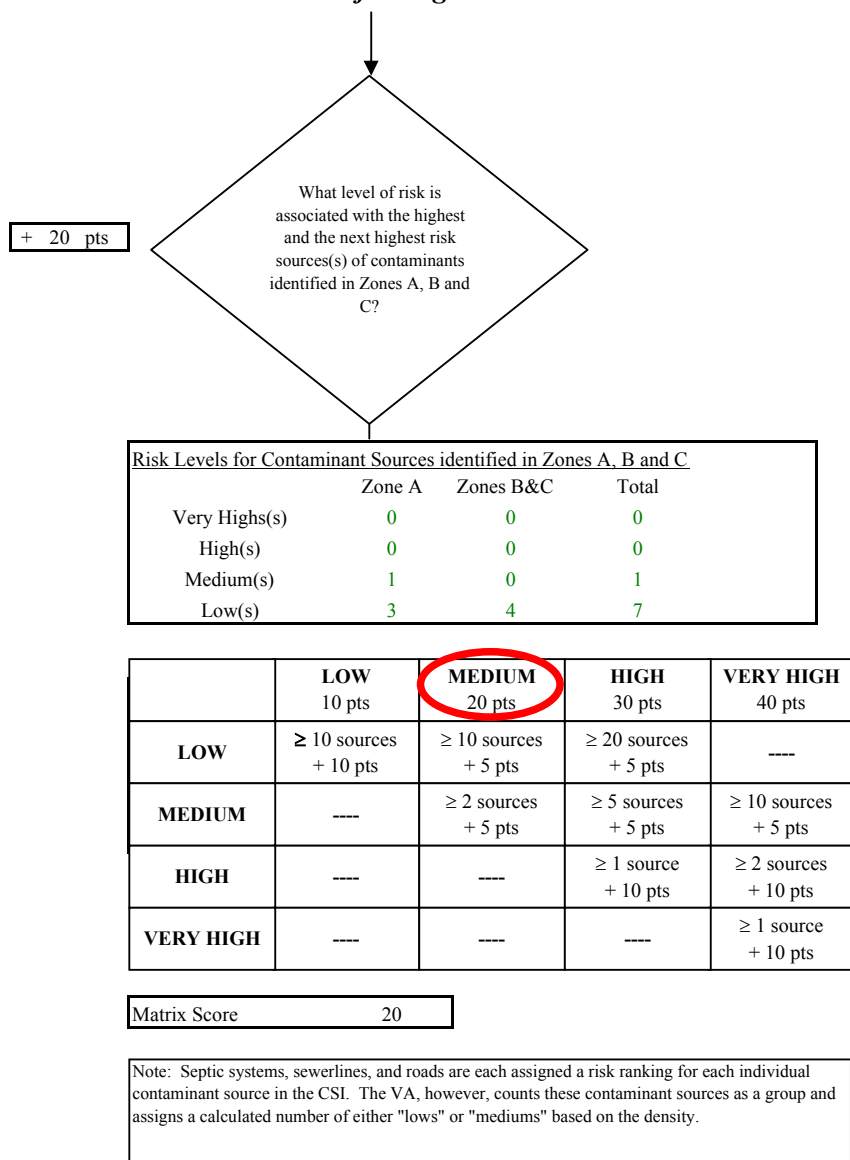 What level of risk is
associated with the highest
and the next highest risk
sources(s) of contaminants
identified in Zones A, B and
C?
+ 20 pts
Risk Levels for Contaminant Sources identified in Zones A, B and C
Zone A Zones B&C Total
Very Highs(s) 0 0 0
High(s) 0 0 0
Medium(s) 1 0 1
Low(s) 3 4 7
LOW MEDIUM HIGH VERY HIGH
10 pts 20 pts 30 pts 40 pts
LOW ≥ 10 sources ≥ 10 sources ≥ 20 sources ----
+ 10 pts + 5 pts + 5 pts
MEDIUM ---- ≥ 2 sources ≥ 5 sources ≥ 10 sources
+ 5 pts + 5 pts + 5 pts
HIGH ---- ---- ≥ 1 source ≥ 2 sources
+ 10 pts + 10 pts
VERY HIGH ---- ---- ---- ≥ 1 source
+ 10 pts
Matrix Score 20
Note: Septic systems, sewerlines, and roads are each assigned a risk ranking for each individual
contaminant source in the CSI. The VA, however, counts these contaminant sources as a group and
assigns a calculated number of either "lows" or "mediums" based on the density.